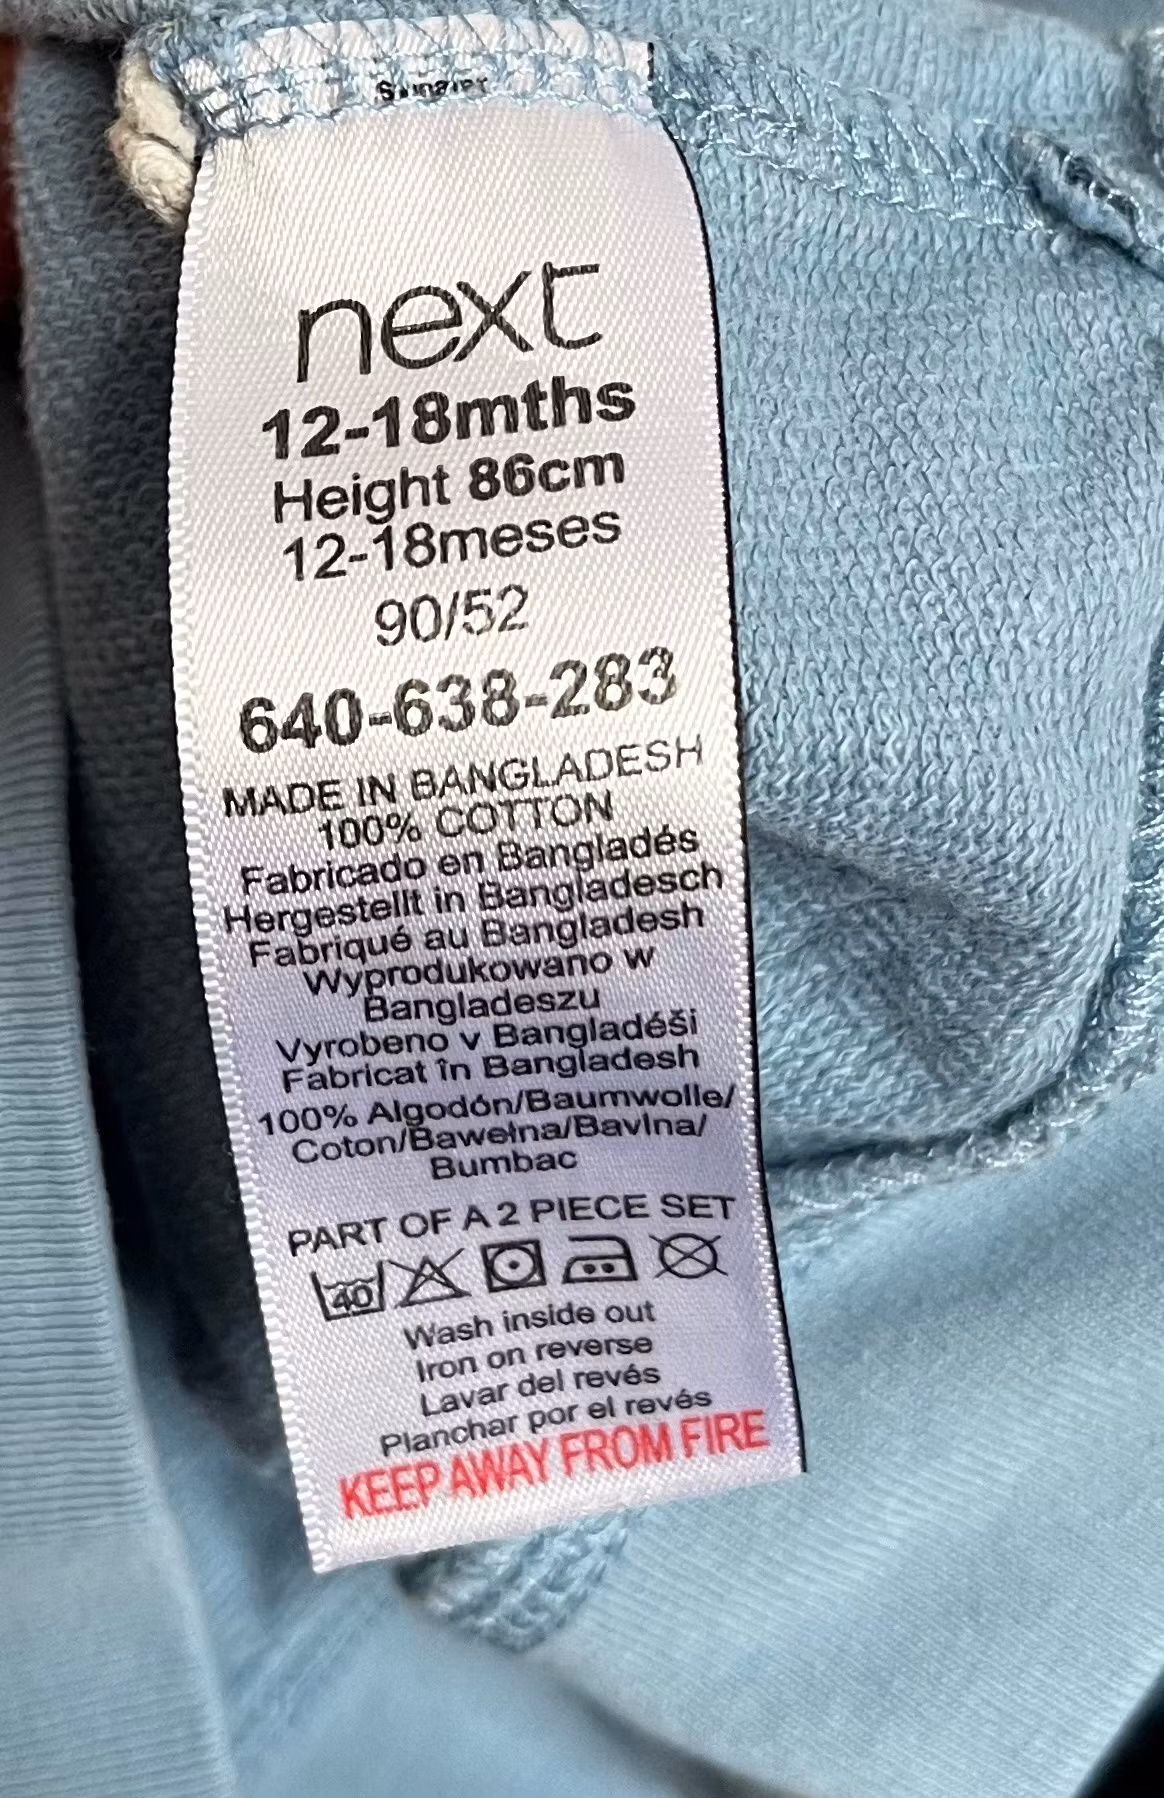 next
12-18mths
Height 86cm
12-18meses
90/52
640-638-283
MADE IN BANGLADESH
100% COTTON
Fabricado en Bangladés
Hergestellt in Bangladesch
Fabriqué au Bangladesh
Wyprodukowano w
Bangladeszu
Vyrobeno v Bangladéši
Fabricat în Bangladesh
100% Algodón/Baumwolle/
Coton/Bawełna/Bavlna/
Bumbac
PART OF A 2 PIECE SET
40
Wash inside out
Iron on reverse
Lavar del revés
Planchar por el revés
KEEP AWAY FROM FIRE